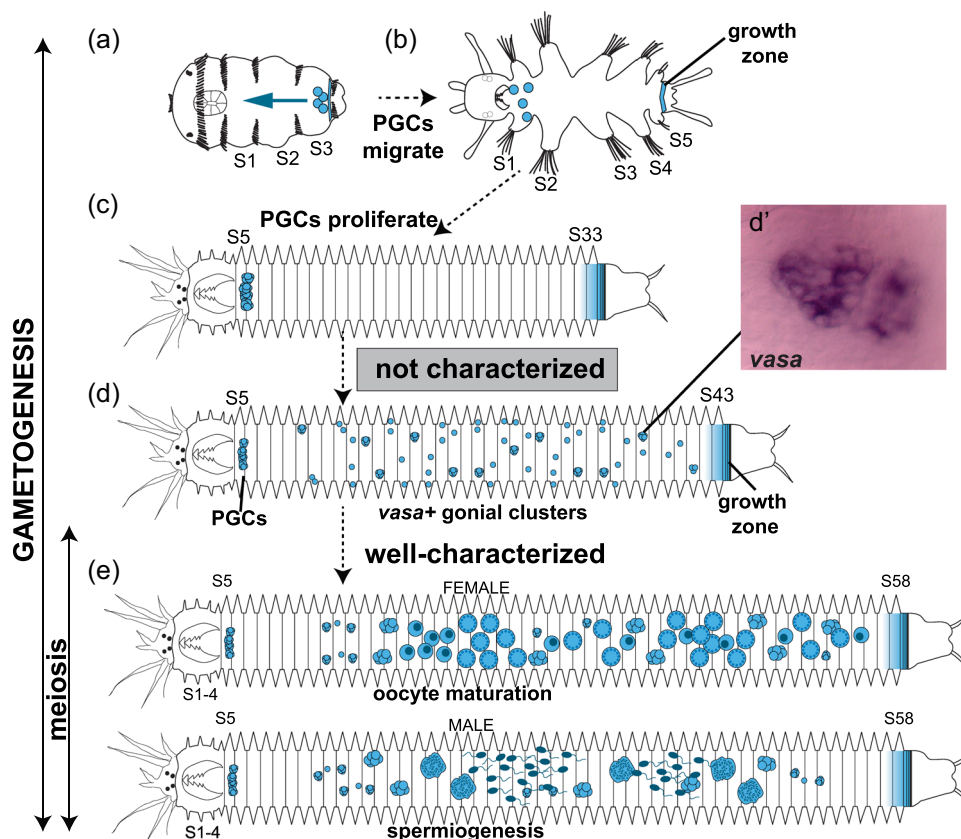 (a)
(b)
growth
zone
S1
S2
S3
PGCs
migrate
S1
S2
S3
S4
S5
(c)
PGCs proliferate
S5
S33
d'
vasa
not characterized
(d)
S5
S43
PGCs
vasa+ gonial clusters
growth
zone
well-characterized
(e)
S5
FEMALE
S58
S1-4
oocyte maturation
S5
MALE
S58
S1-4
spermiogenesis
GAMETOGENESIS
meiosis